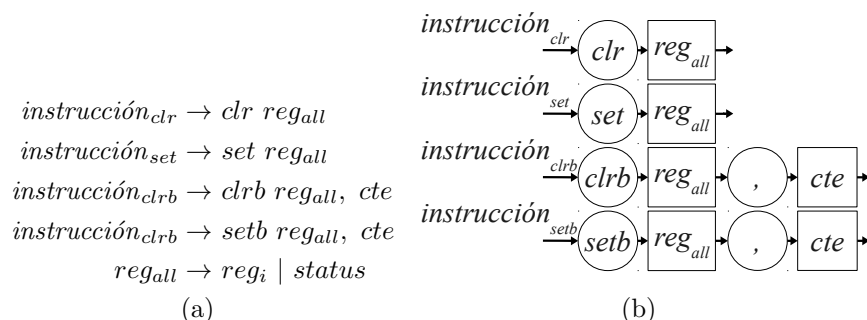 instrucción_clr → clr reg_all
instrucción_set → set reg_all
instrucción_clrb → clrb reg_all, cte
instrucción_clrb → setb reg_all, cte
reg_all → reg_i | status
(a)
instrucción_clr clr reg_all
instrucción_set set reg_all
instrucción_clrb clrb reg_all , cte
instrucción_setb setb reg_all , cte
(b)